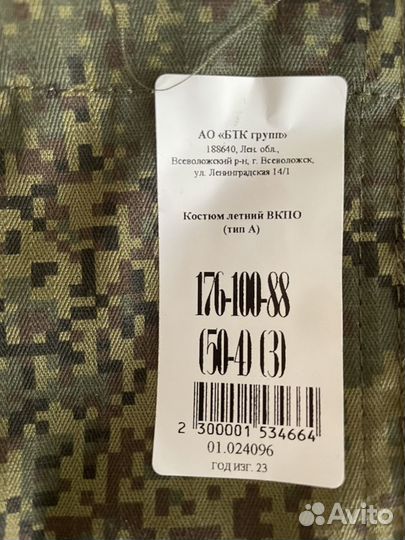 АО «БТК групп»
188640, Лен. обл.,
Всеволожский р-н, г. Всеволожск,
ул. Ленинградская 14/1
Костюм летний ВКПО
(тип А)
176-100-88
(50-4) (3)
2 300001 534664
01.024096
ГОД ИЗГ. 23
Avito